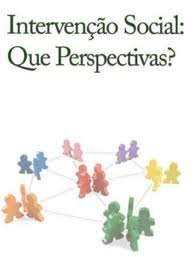 Intervenção Social:
Que Perspectivas?